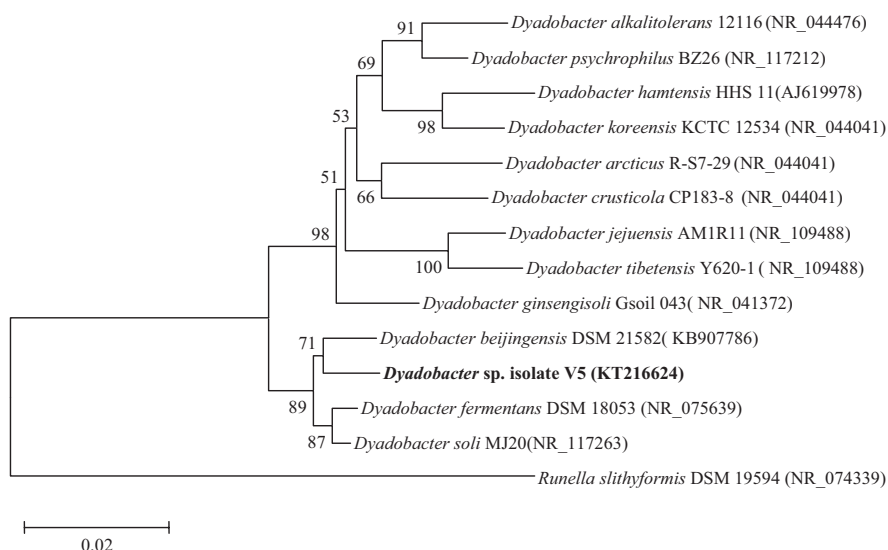 91
Dyadobacter alkalitolerans 12116 (NR_044476)
Dyadobacter psychrophilus BZ26 (NR_117212)
69
Dyadobacter hamtensis HHS 11(AJ619978)
98
Dyadobacter koreensis KCTC 12534 (NR_044041)
53
Dyadobacter arcticus R-S7-29 (NR_044041)
66
Dyadobacter crusticola CP183-8 (NR_044041)
51
Dyadobacter jejuensis AM1R11 (NR_109488)
100
Dyadobacter tibetensis Y620-1 ( NR_109488)
98
Dyadobacter ginsengisoli Gsoil 043( NR_041372)
71
Dyadobacter beijingensis DSM 21582( KB907786)
Dyadobacter sp. isolate V5 (KT216624)
89
Dyadobacter fermentans DSM 18053 (NR_075639)
87
Dyadobacter soli MJ20(NR_117263)
Runella slithyformis DSM 19594 (NR_074339)
0.02